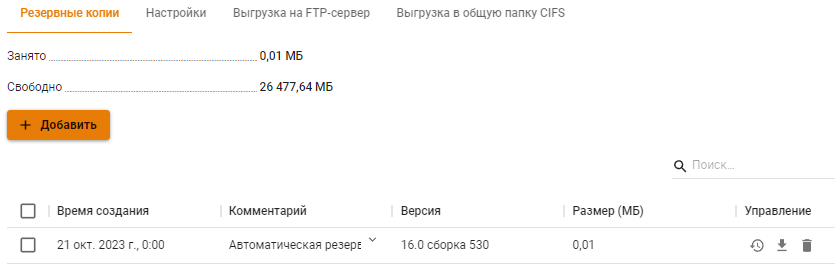 Резервные копии Настройки Выгрузка на FTP-сервер Выгрузка в общую папку CIFS
Занято 0,01 МБ
Свободно 26 477,64 МБ
+ Добавить
Поиск...
Время создания Комментарий Версия Размер (МБ) Управление
21 окт. 2023 г., 0:00 Автоматическая резерв 16.0 сборка 530 0,01